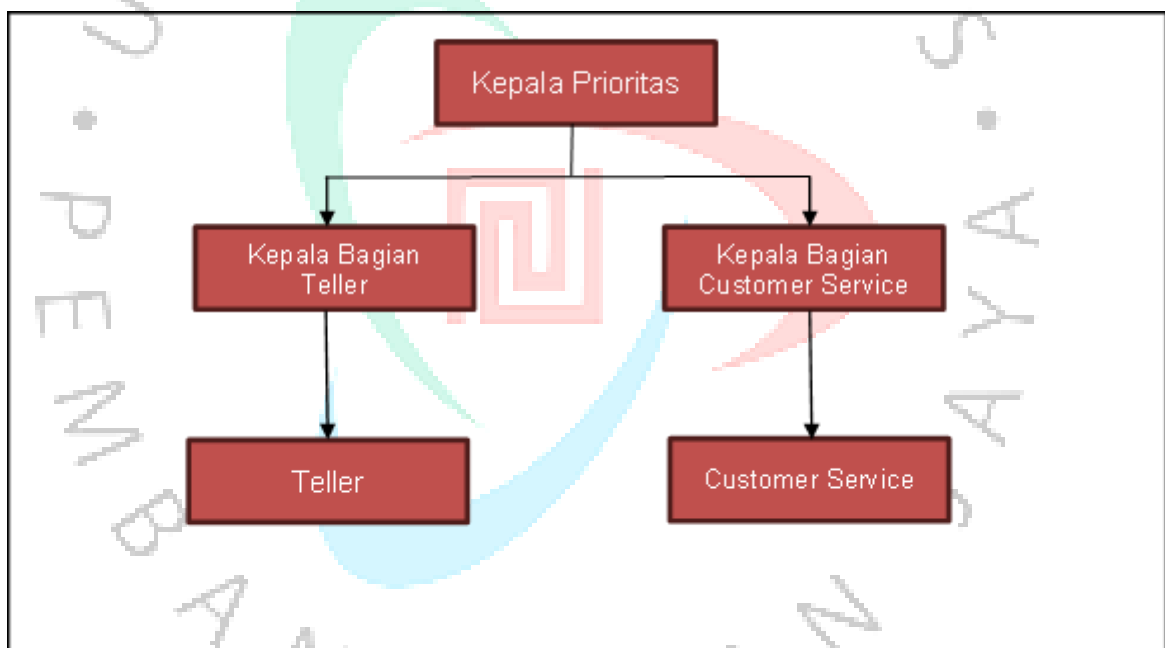 Kepala Prioritas
Kepala Bagian
Teller
Kepala Bagian
Customer Service
Teller
Customer Service